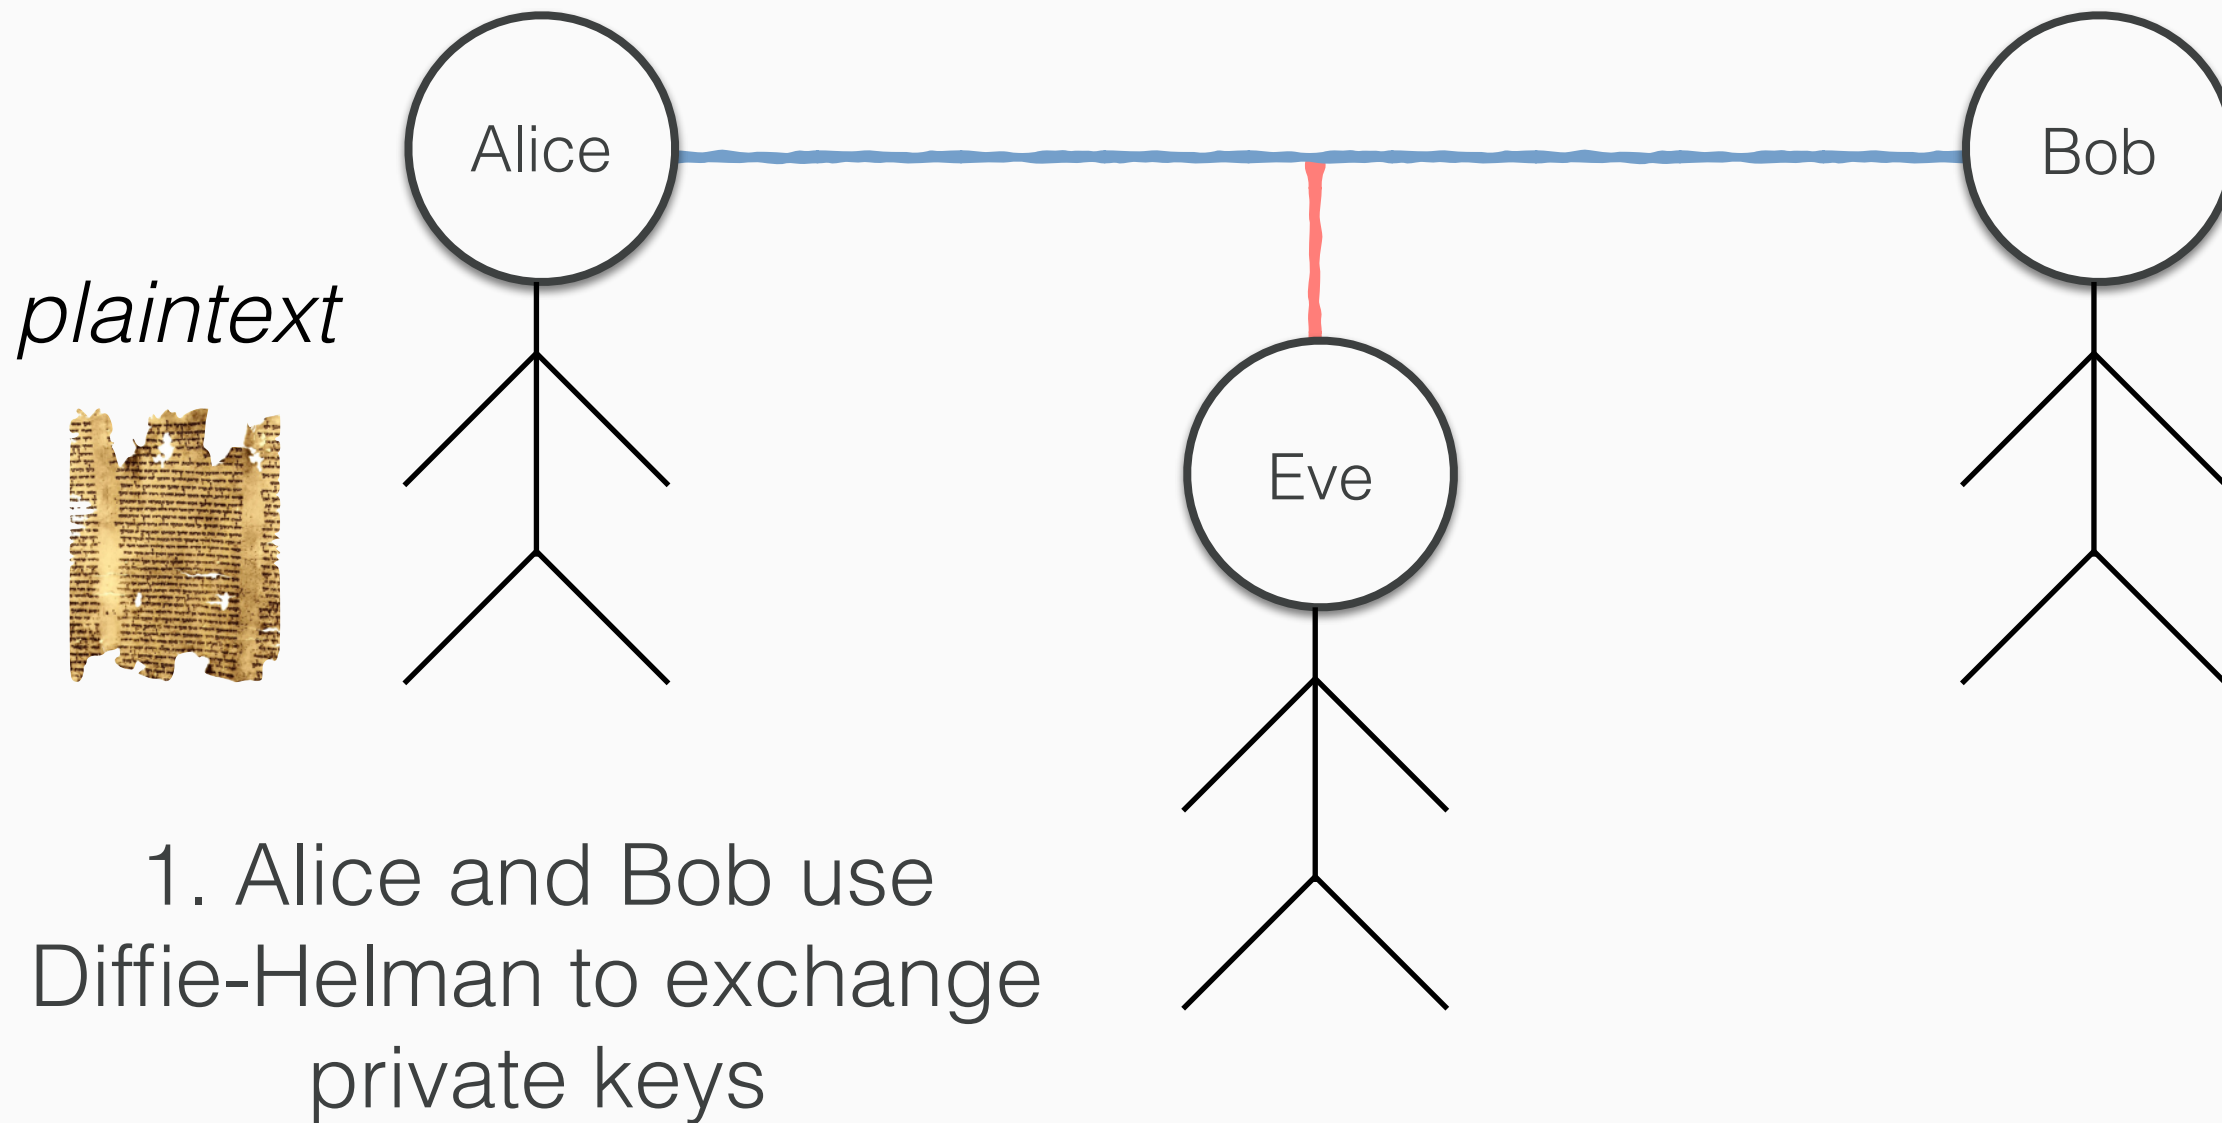 Alice
Bob
plaintext
Eve
1. Alice and Bob use
Diffie-Helman to exchange
private keys